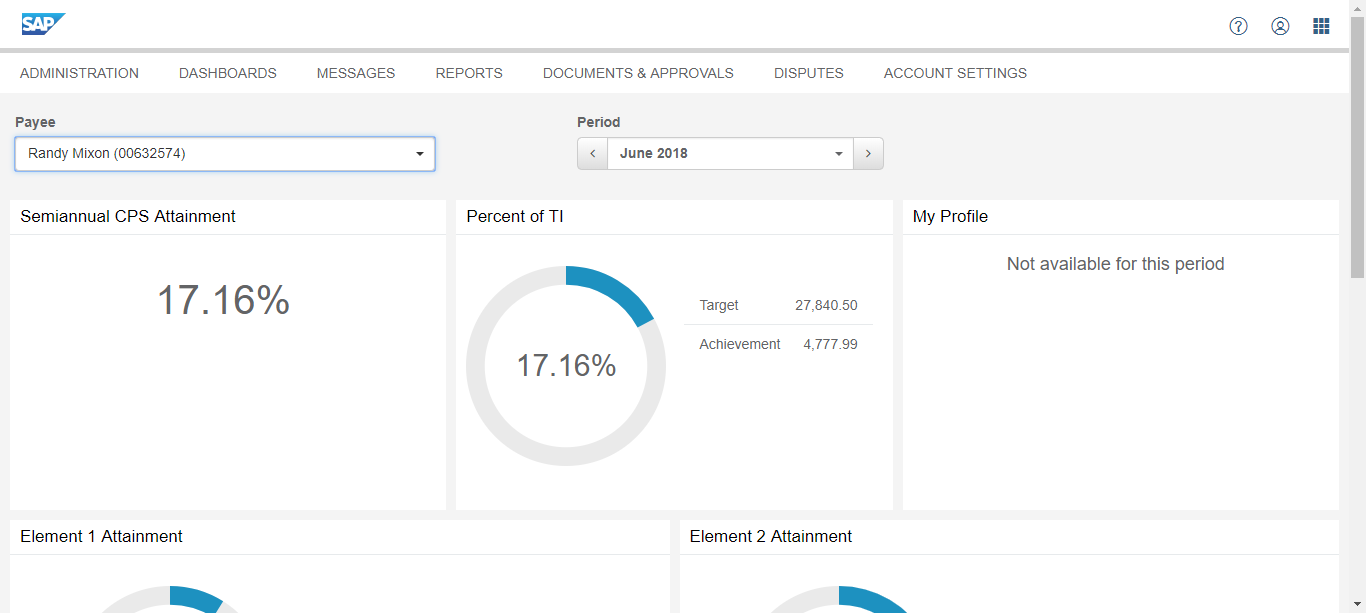 SAP
ADMINISTRATION DASHBOARDS MESSAGES REPORTS DOCUMENTS & APPROVALS DISPUTES ACCOUNT SETTINGS
Payee
Randy Mixon (00632574)
Period
June 2018
Semiannual CPS Attainment
17.16%
Percent of TI
17.16%
Target 27,840.50
Achievement 4,777.99
My Profile
Not available for this period
Element 1 Attainment
Element 2 Attainment